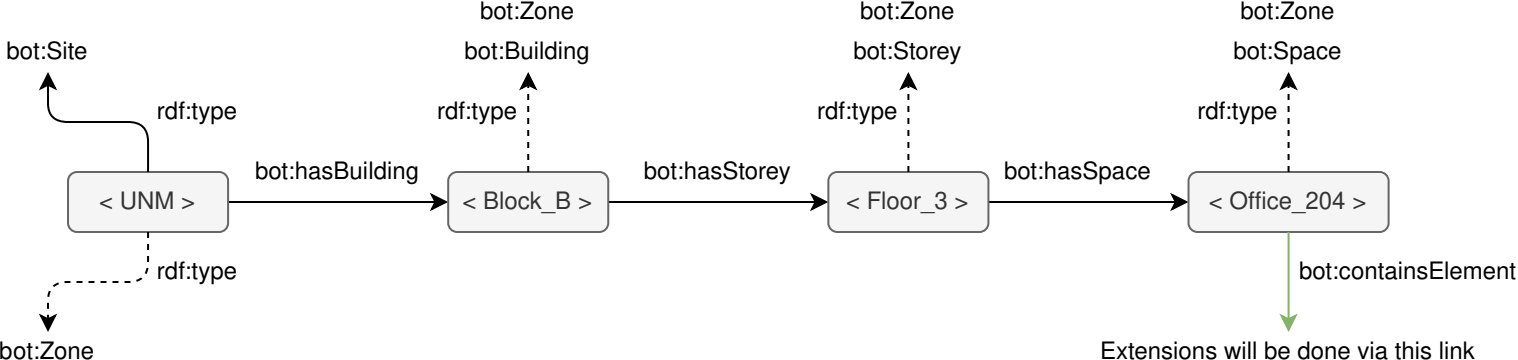 bot:Zone
bot:Zone
bot:Zone
bot:Site
bot:Building
bot:Storey
bot:Space
rdf:type
rdf:type
rdf:type
rdf:type
bot:hasBuilding
bot:hasStorey
bot:hasSpace
< UNM >
< Block_B >
< Floor_3 >
< Office_204 >
rdf:type
bot:containsElement
bot:Zone
Extensions will be done via this link